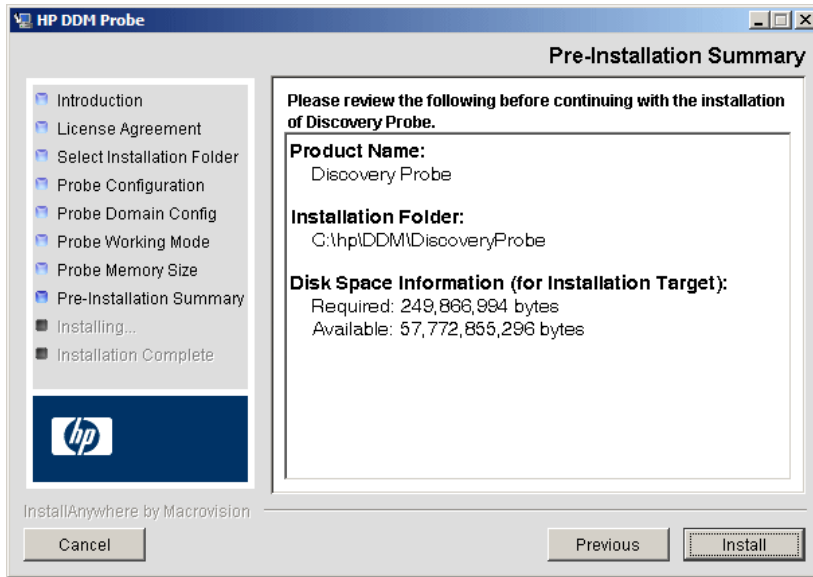 HP DDM Probe
Pre-Installation Summary
Introduction
License Agreement
Select Installation Folder
Probe Configuration
Probe Domain Config
Probe Working Mode
Probe Memory Size
Pre-Installation Summary
Installing...
Installation Complete
hp
Please review the following before continuing with the installation
of Discovery Probe.
Product Name:
Discovery Probe
Installation Folder:
C:\hp\DDM\DiscoveryProbe
Disk Space Information (for Installation Target):
Required: 249,866,994 bytes
Available: 57,772,855,296 bytes
InstallAnywhere by Macrovision
Cancel
Previous
Install